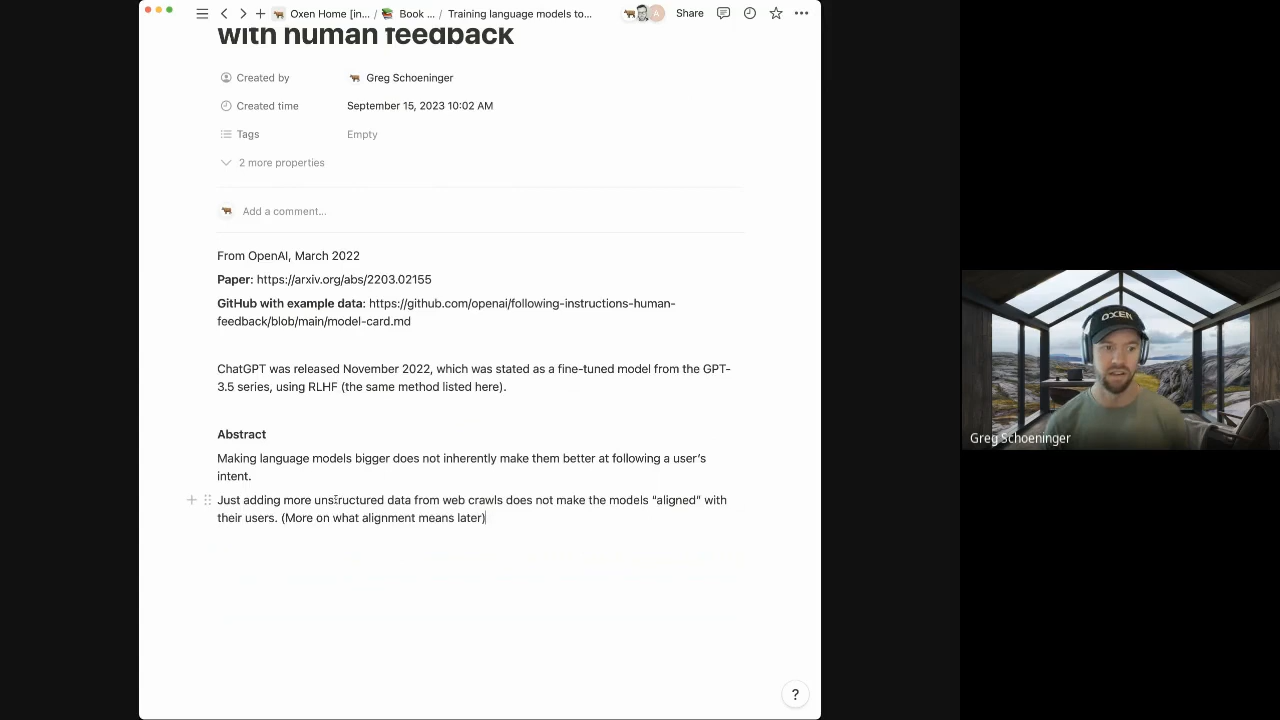 Oxen Home [in... / Book ... / Training language models to...
A
Share
with human feedback
Created by Greg Schoeninger
Created time September 15, 2023 10:02 AM
Tags Empty
2 more properties
Add a comment...
From OpenAI, March 2022
Paper: https://arxiv.org/abs/2203.02155
GitHub with example data: https://github.com/openai/following-instructions-human-
feedback/blob/main/model-card.md
ChatGPT was released November 2022, which was stated as a fine-tuned model from the GPT-
3.5 series, using RLHF (the same method listed here).
Abstract
Making language models bigger does not inherently make them better at following a user's
intent.
Just adding more unstructured data from web crawls does not make the models "aligned" with
their users. (More on what alignment means later)
?
OXEN
Greg Schoeninger